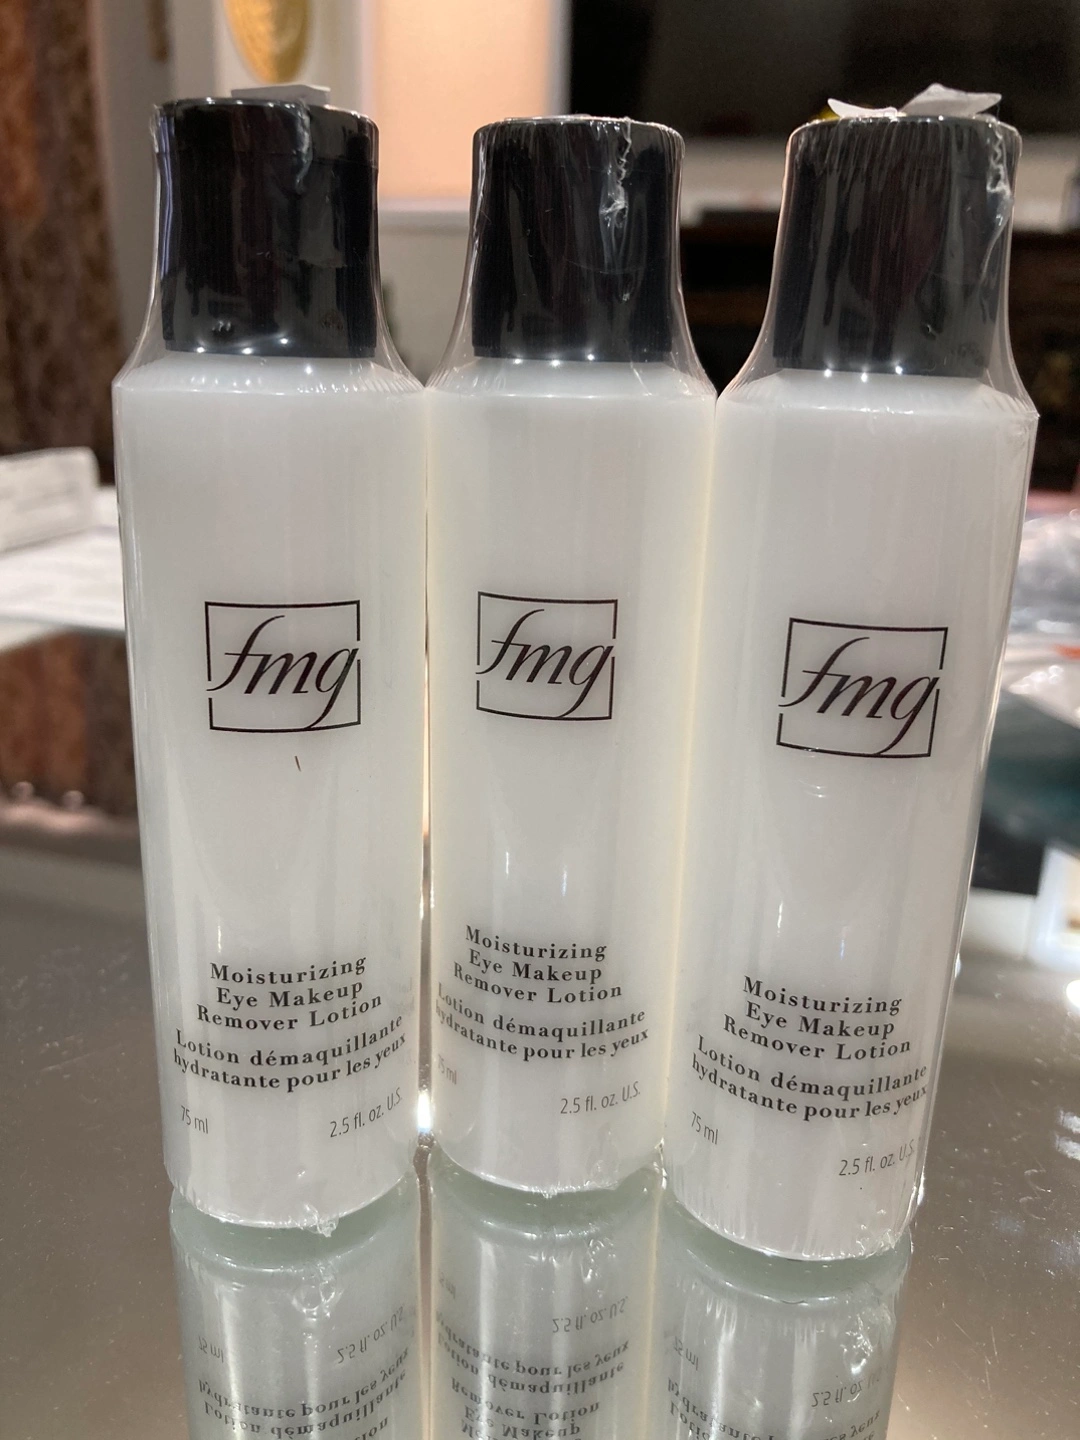 fmg
Moisturizing
Eye Makeup
Remover Lotion
Lotion démaquillante
hydratante pour les yeux
75 ml
2.5 fl. oz. U.S.
fmg
Moisturizing
Eye Makeup
Remover Lotion
Lotion démaquillante
hydratante pour les yeux
75 ml
2.5 fl. oz. U.S.
fmg
Moisturizing
Eye Makeup
Remover Lotion
Lotion démaquillante
hydratante pour les yeux
75 ml
2.5 fl. oz. U.S.